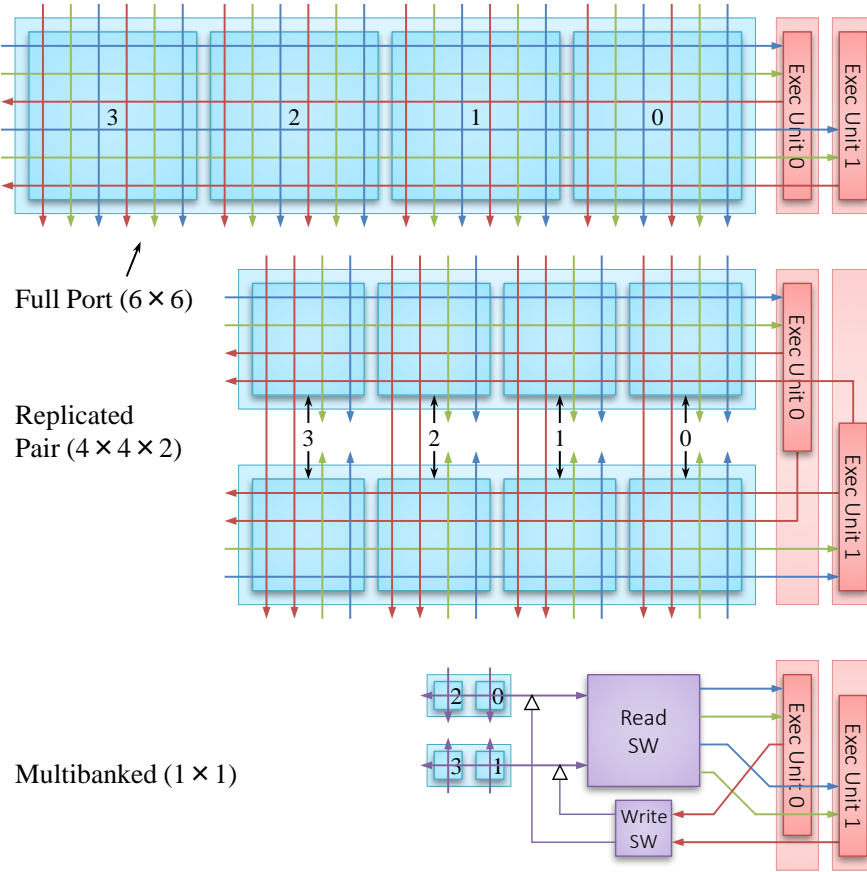 3 2 1 0
Exec Unit 0
Exec Unit 1
Full Port (6 × 6)
Replicated
Pair (4 × 4 × 2)
3 2 1 0
Exec Unit 0
Exec Unit 1
Multibanked (1 × 1)
2 0
3 1
Read
SW
Write
SW
Exec Unit 0
Exec Unit 1